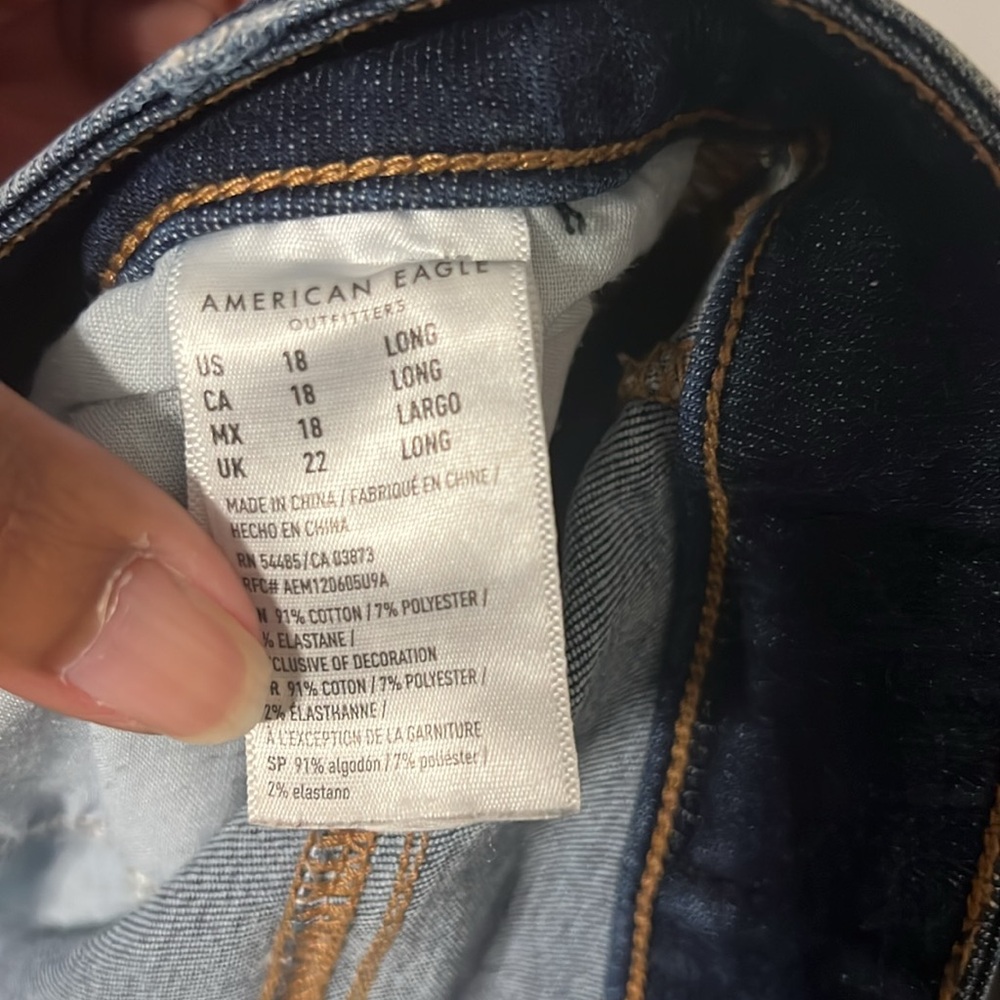 AMERICAN EAGLE
OUTFITTERS
US 18 LONG
CA 18 LONG
MX 18 LARGO
UK 22 LONG
MADE IN CHINA / FABRIQUÉ EN CHINE /
HECHO EN CHINA
RN 54485/CA 03873
RFC# AEM120605U9A
N 91% COTTON / 7% POLYESTER /
% ELASTANE /
CLUSIVE OF DECORATION
R 91% COTON / 7% POLYESTER /
2% ÉLASTHANNE /
À L'EXCEPTION DE LA GARNITURE
SP 91% algodón / 7% poliéster /
2% elastano